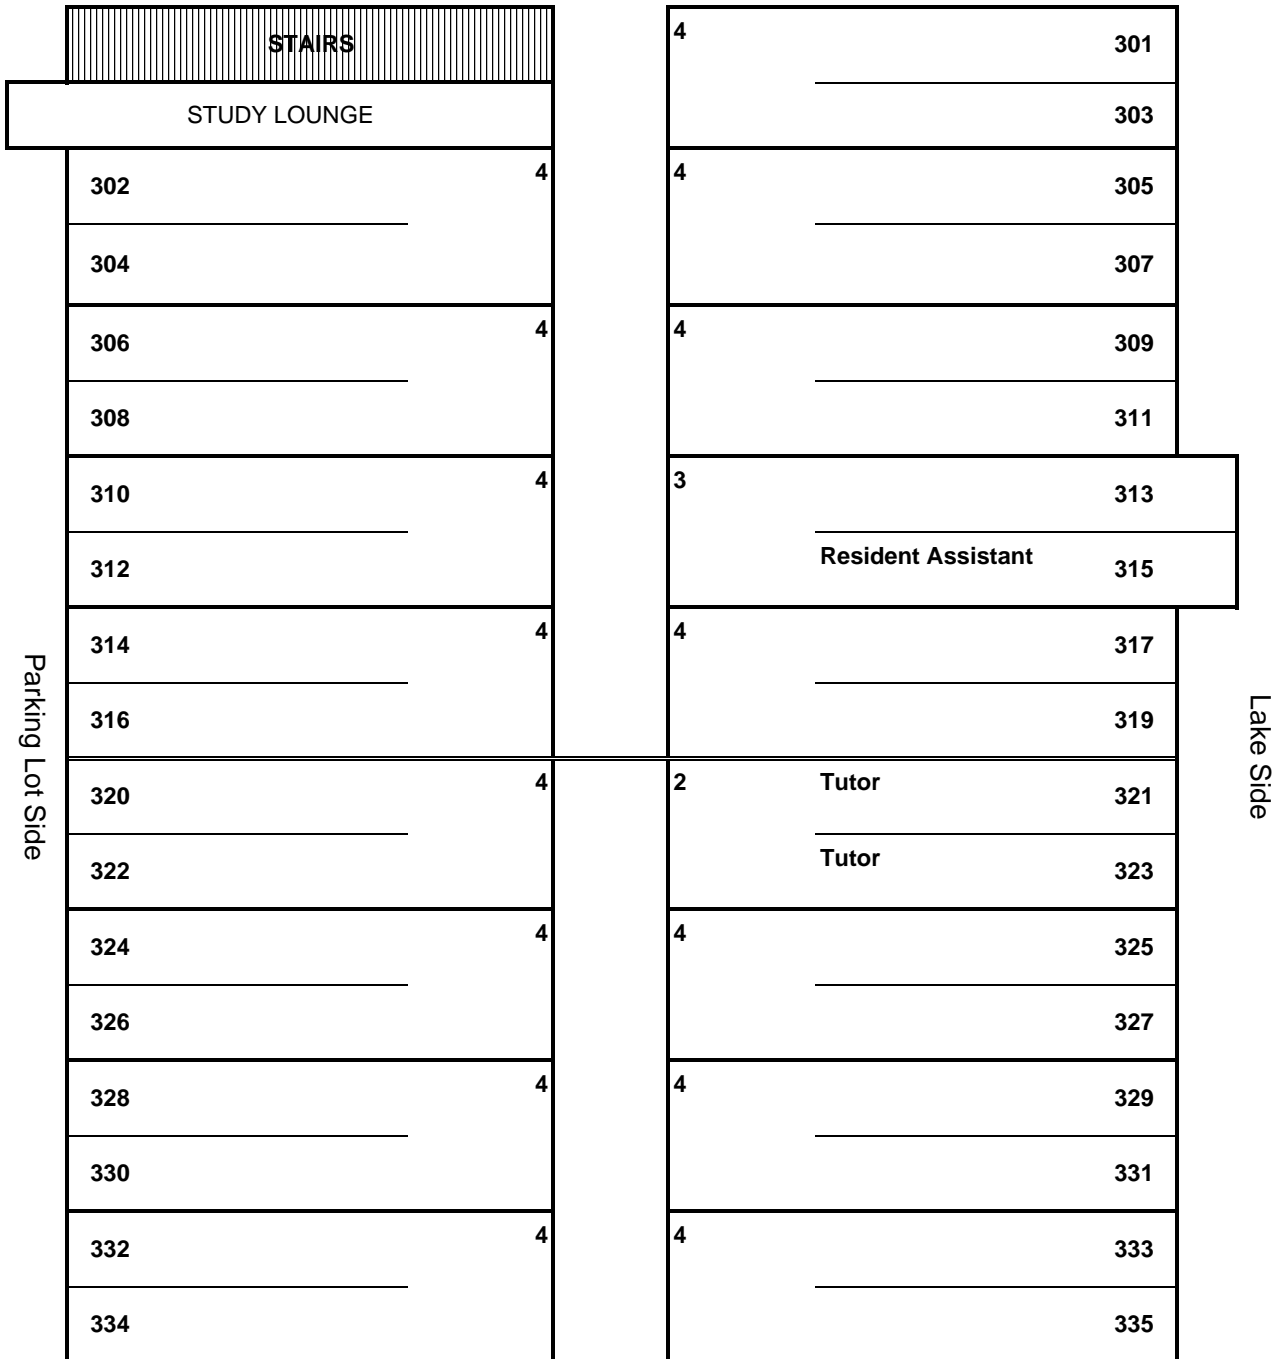 STAIRS
4 301
STUDY LOUNGE 303
302 4 4 305
304 307
306 4 4 309
308 311
310 4 3 313
312 Resident Assistant 315
314 4 4 317
316 319
Parking Lot Side
Lake Side
320 4 2 Tutor 321
322 Tutor 323
324 4 4 325
326 327
328 4 4 329
330 331
332 4 4 333
334 335